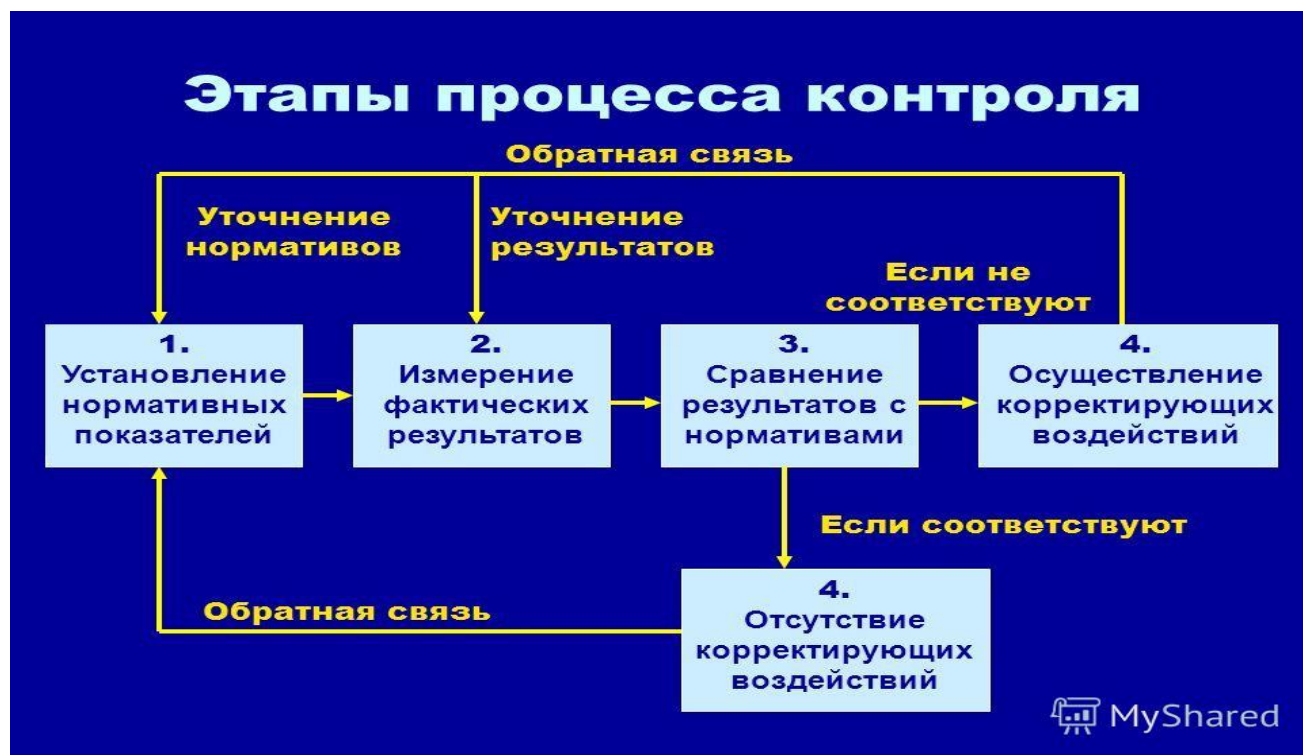 Этапы процесса контроля
Обратная связь
Уточнение
нормативов
Уточнение
результатов
Если не
соответствуют
1.
Установление
нормативных
показателей
2.
Измерение
фактических
результатов
3.
Сравнение
результатов с
нормативами
4.
Осуществление
корректирующих
воздействий
Если соответствуют
Обратная связь
4.
Отсутствие
корректирующих
воздействий
MyShared